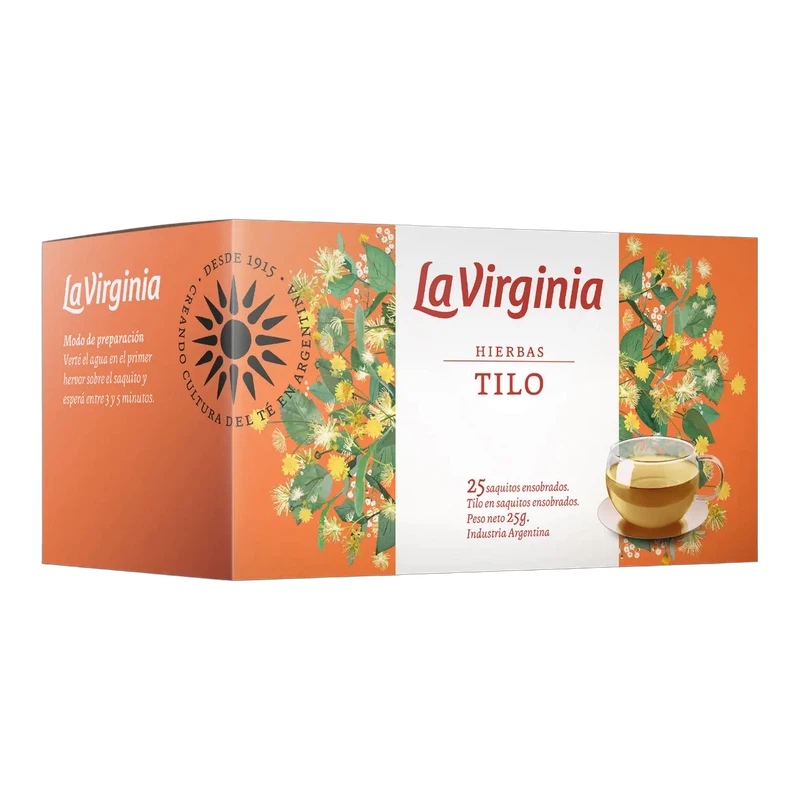 La Virginia
Modo de preparación
Verté el agua en el primer
hervor sobre el saquito y
esperá entre 3 y 5 minutos.
· DESDE 1915 ·
CREANDO CULTURA DEL TÉ EN ARGENTINA
La Virginia
HIERBAS
TILO
25 saquitos ensobrados.
Tilo en saquitos ensobrados.
Peso neto 25g.
Industria Argentina